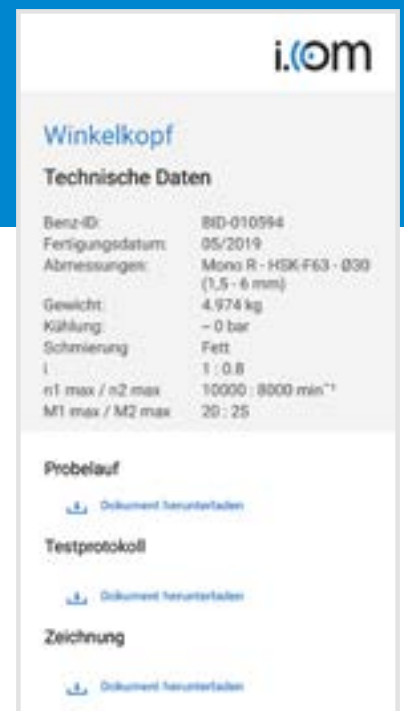 i.com
Winkelkopf
Technische Daten
Benz-ID: BID-010594
Fertigungsdatum: 05/2019
Abmessungen: Mono R - HSK-F63 - Ø30
(1,5 - 6 mm)
Gewicht: 4.974 kg
Kühlung: ~ 0 bar
Schmierung Fett
i 1 : 0.8
n1 max / n2 max 10000 : 8000 min^-1
M1 max / M2 max 20 : 25
Probelauf
Dokument herunterladen
Testprotokoll
Dokument herunterladen
Zeichnung
Dokument herunterladen